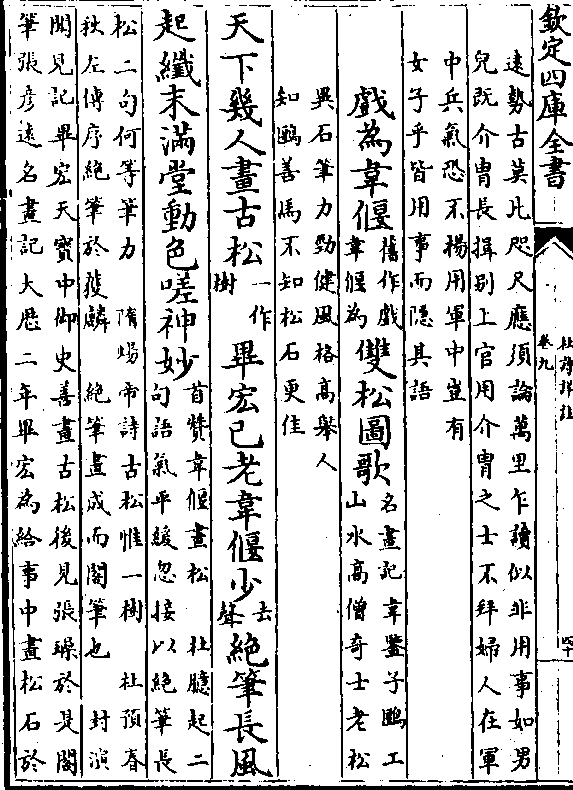 欽定四庫全書
杜詩詳註
卷九
遠勢古莫比咫尺應須論萬里乍讀似非用事如男
兒既介胄長揖别上官用介胄之士不拜婦人在軍
中兵氣恐不揚用軍中豈有
女子乎皆用事而隱其語
戲為韋偃舊作戲韋偃為雙松圖歌名畫記韋鑒子鷗工山水高僧奇士老松
異石筆力勁健風格高舉人
知鷗善馬不知松石更佳
天下幾人畫古松一作樹畢宏已老韋偃少去聲絶筆長風
起纖末滿堂動色嗟神妙首贊韋偃畫松 杜臆起二句語氣平緩忽接以絶筆長
松二句何等筆力 隋煬帝詩古松惟一樹 杜預春
秋左傳序絶筆於獲麟 絶筆畫成而閣筆也 封演
聞見記畢宏天寶中御史善畫古松後見張璪於是閣
筆張彦遠名畫記大厯二年畢宏為給事中畫松石於